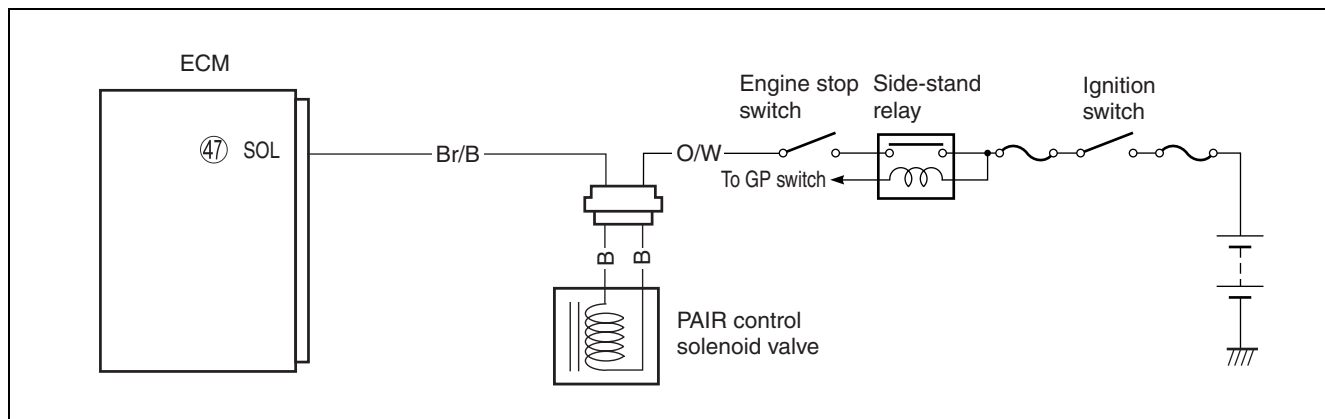 ECM
Engine stop
switch
Side-stand
relay
Ignition
switch
㊼ SOL
Br/B
O/W
To GP switch
B
B
PAIR control
solenoid valve